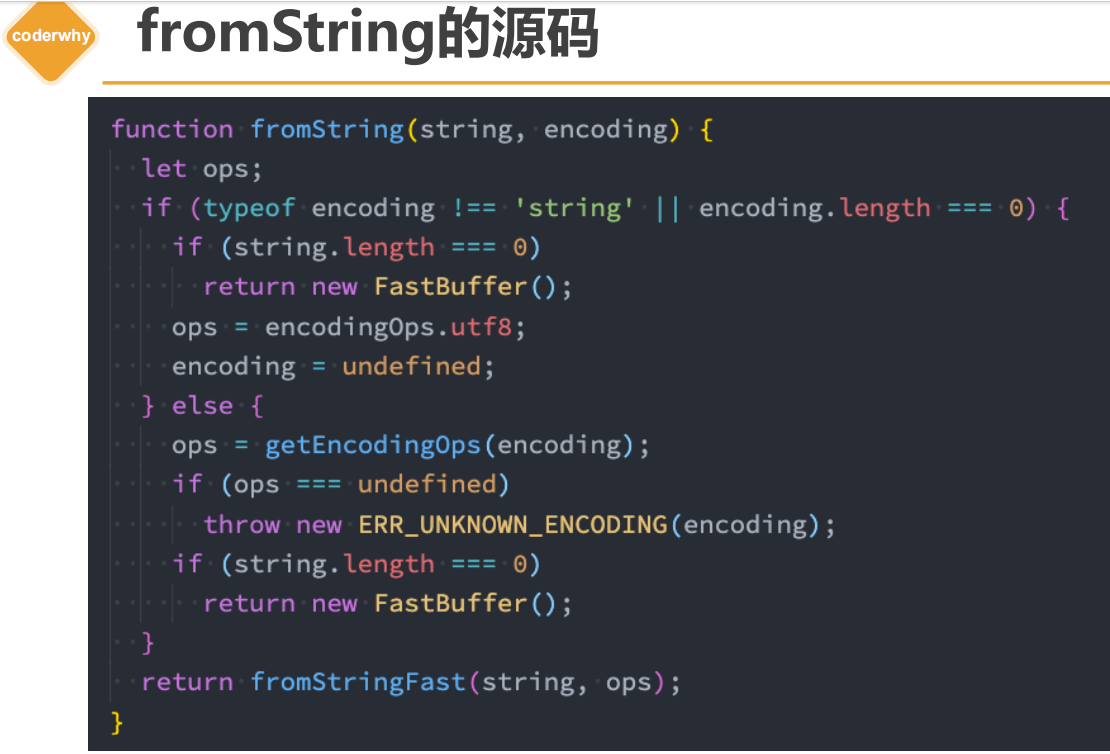 coderwhy
fromString的源码
function fromString(string, encoding) {
  let ops;
  if (typeof encoding !== 'string' || encoding.length === 0) {
    if (string.length === 0)
      return new FastBuffer();
    ops = encodingOps.utf8;
    encoding = undefined;
  } else {
    ops = getEncodingOps(encoding);
    if (ops === undefined)
      throw new ERR_UNKNOWN_ENCODING(encoding);
    if (string.length === 0)
      return new FastBuffer();
  }
  return fromStringFast(string, ops);
}